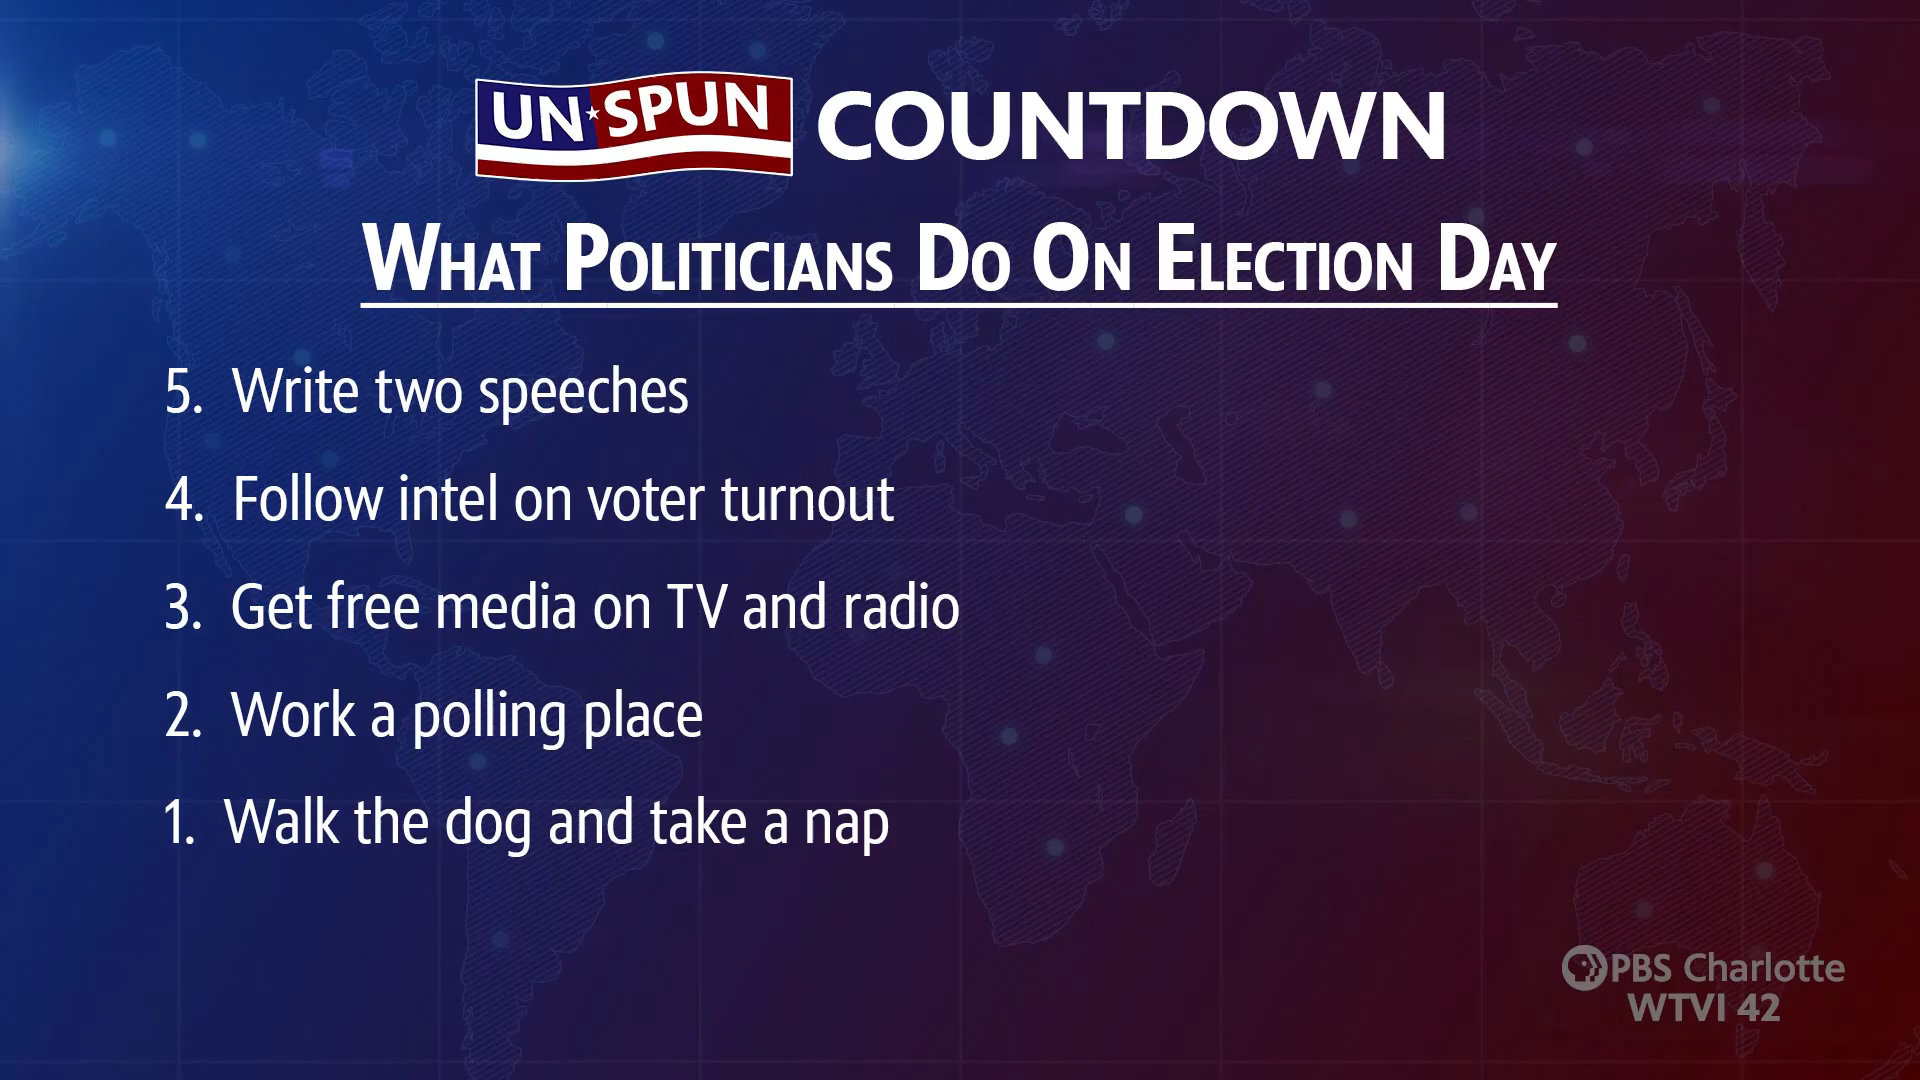 UN★SPUN COUNTDOWN
WHAT POLITICIANS DO ON ELECTION DAY
5. Write two speeches
4. Follow intel on voter turnout
3. Get free media on TV and radio
2. Work a polling place
1. Walk the dog and take a nap
PBS Charlotte
WTVI 42